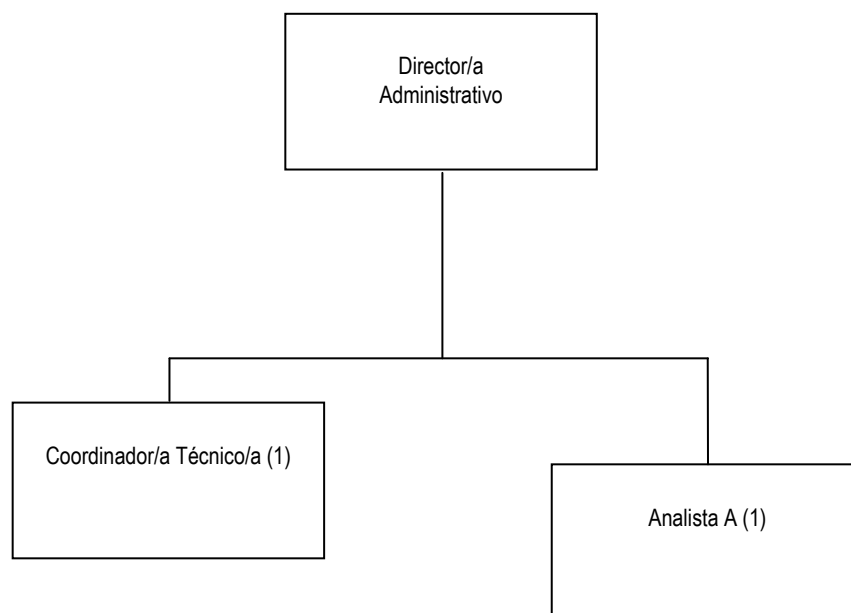 Director/a
Administrativo
Coordinador/a Técnico/a (1)
Analista A (1)